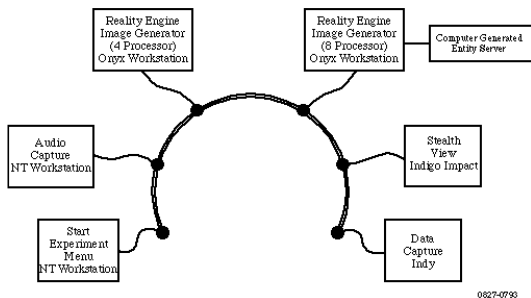 Reality Engine
Image Generator
(4 Processor)
Onyx Workstation
Reality Engine
Image Generator
(8 Processor)
Onyx Workstation
Computer Generated
Entity Server
Audio
Capture
NT Workstation
Stealth
View
Indigo Impact
Start
Experiment
Menu
NT Workstation
Data
Capture
Indy
0827-0793